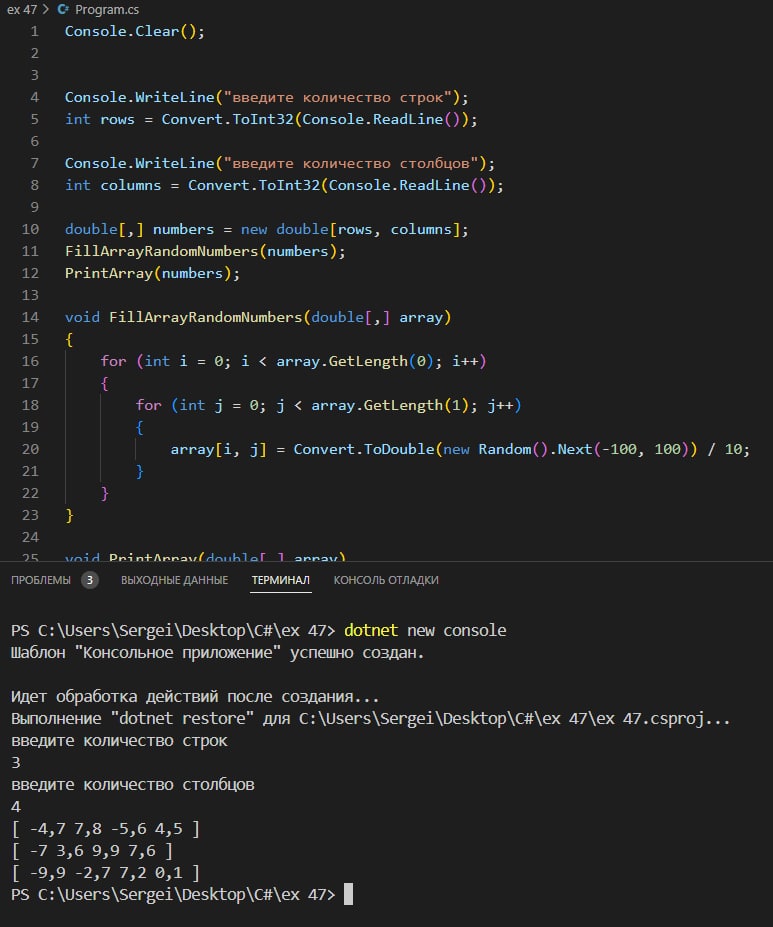 ex 47 > C# Program.cs
1 Console.Clear();
2
3
4 Console.WriteLine("введите количество строк");
5 int rows = Convert.ToInt32(Console.ReadLine());
6
7 Console.WriteLine("введите количество столбцов");
8 int columns = Convert.ToInt32(Console.ReadLine());
9
10 double[,] numbers = new double[rows, columns];
11 FillArrayRandomNumbers(numbers);
12 PrintArray(numbers);
13
14 void FillArrayRandomNumbers(double[,] array)
15 {
16 for (int i = 0; i < array.GetLength(0); i++)
17 {
18 for (int j = 0; j < array.GetLength(1); j++)
19 {
20 array[i, j] = Convert.ToDouble(new Random().Next(-100, 100)) / 10;
21 }
22 }
23 }
24
25 void PrintArray(double[,] array)
ПРОБЛЕМЫ 3 ВЫХОДНЫЕ ДАННЫЕ ТЕРМИНАЛ КОНСОЛЬ ОТЛАДКИ
PS C:\Users\Sergei\Desktop\C#\ex 47> dotnet new console
Шаблон "Консольное приложение" успешно создан.
Идет обработка действий после создания...
Выполнение "dotnet restore" для C:\Users\Sergei\Desktop\C#\ex 47\ex 47.csproj...
введите количество строк
3
введите количество столбцов
4
[ -4,7 7,8 -5,6 4,5 ]
[ -7 3,6 9,9 7,6 ]
[ -9,9 -2,7 7,2 0,1 ]
PS C:\Users\Sergei\Desktop\C#\ex 47>